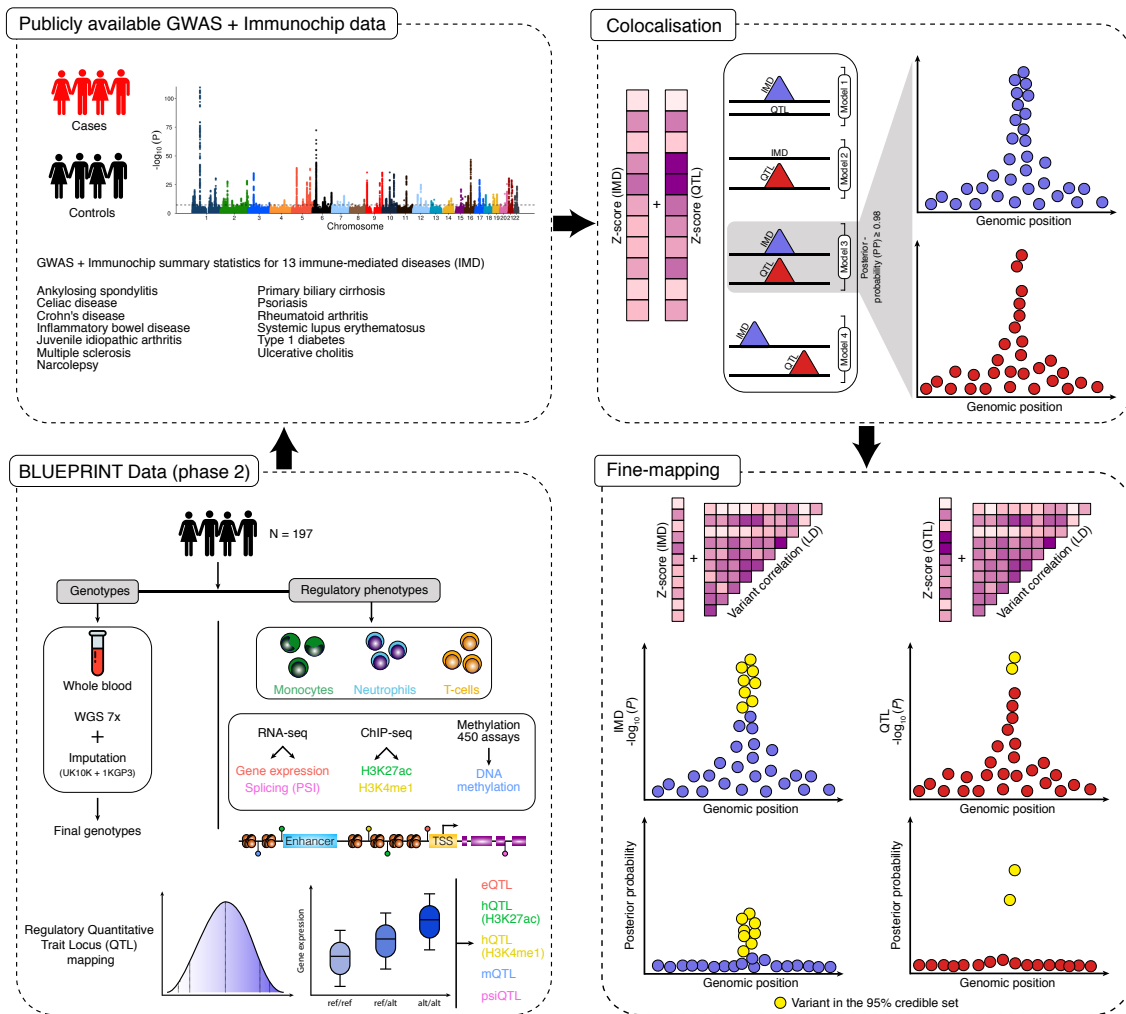 Publicly available GWAS + Immunochip data
Cases
Controls
-log10 (P)
100
75
50
25
0
1 2 3 4 5 6 7 8 9 10 11 12 13 14 15 16 17 18 19 20 21 22
Chromosome
GWAS + Immunochip summary statistics for 13 immune-mediated diseases (IMD)
Ankylosing spondylitis
Celiac disease
Crohn's disease
Inflammatory bowel disease
Juvenile idiopathic arthritis
Multiple sclerosis
Narcolepsy
Primary biliary cirrhosis
Psoriasis
Rheumatoid arthritis
Systemic lupus erythematosus
Type 1 diabetes
Ulcerative cholitis
Colocalisation
Z-score (IMD)
+
Z-score (QTL)
IMD
QTL
Model 1
IMD
QTL
Model 2
IMD
QTL
Model 3
IMD
QTL
Model 4
Posterior -
probability (PP) ≥ 0.98
Genomic position
Genomic position
BLUEPRINT Data (phase 2)
N = 197
Genotypes
Regulatory phenotypes
Whole blood
WGS 7x
+
Imputation
(UK10K + 1KGP3)
Final genotypes
Monocytes
Neutrophils
T-cells
RNA-seq
Gene expression
Splicing (PSI)
ChIP-seq
H3K27ac
H3K4me1
Methylation
450 assays
DNA
methylation
Enhancer
TSS
Regulatory Quantitative
Trait Locus (QTL)
mapping
Gene expression
ref/ref
ref/alt
alt/alt
eQTL
hQTL
(H3K27ac)
hQTL
(H3K4me1)
mQTL
psiQTL
Fine-mapping
Z-score (IMD)
+
Variant correlation (LD)
Z-score (QTL)
+
Variant correlation (LD)
IMD
-log10(P)
Genomic position
QTL
-log10(P)
Genomic position
Posterior probability
Genomic position
Posterior probability
Genomic position
Variant in the 95% credible set